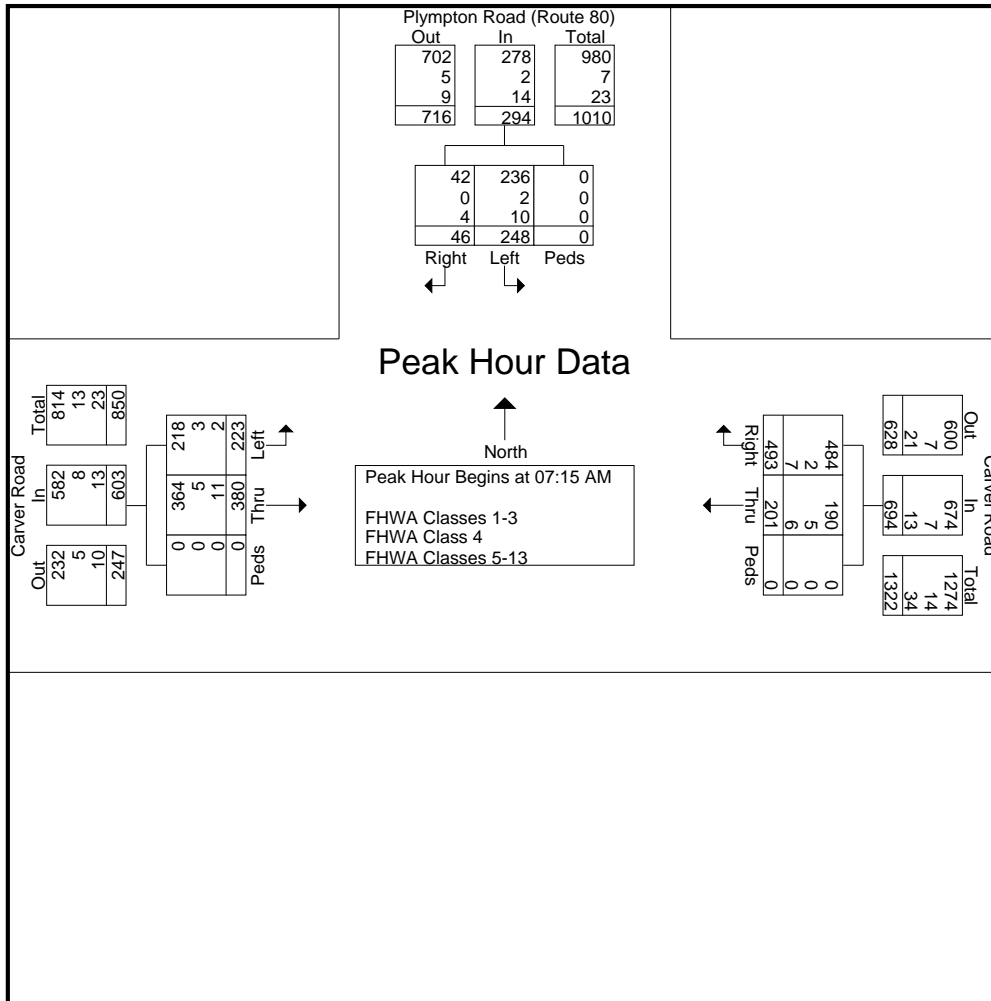 Plympton Road (Route 80)
Out In Total
702 278 980
5 2 7
9 14 23
716 294 1010
42 236 0
0 2 0
4 10 0
46 248 0
Right Left Peds
Peak Hour Data
North
Peak Hour Begins at 07:15 AM
FHWA Classes 1-3
FHWA Class 4
FHWA Classes 5-13
Carver Road
Out In Total
232 582 814
5 8 13
10 13 23
247 603 850
Left Thru Peds
218 364 0
3 5 0
2 11 0
223 380 0
Right Thru Peds
484 190 0
2 5 0
7 6 0
493 201 0
Carver Road
Out In Total
600 674 1274
7 7 14
21 13 34
628 694 1322